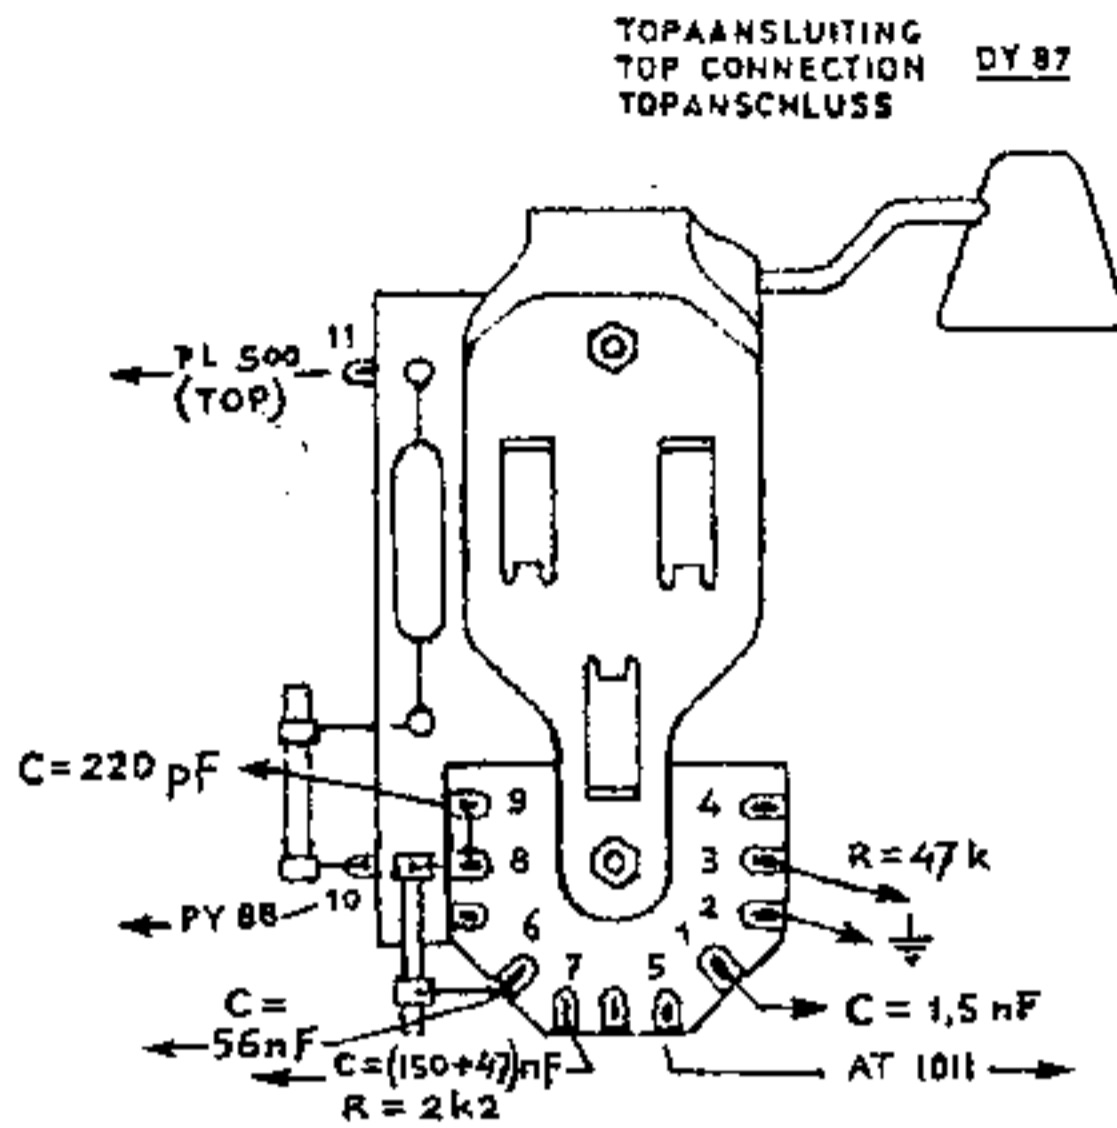 TOPAANSLUITING
TOP CONNECTION DY 87
TOPANSCHLUSS
11
PL 500
(TOP)
C=220 pF
9
4
8
3
R=47k
10
PY 88
2
6
1
7
5
C=
56nF
C = 1,5 nF
C=(150+47)nF
AT 1011
R = 2k2